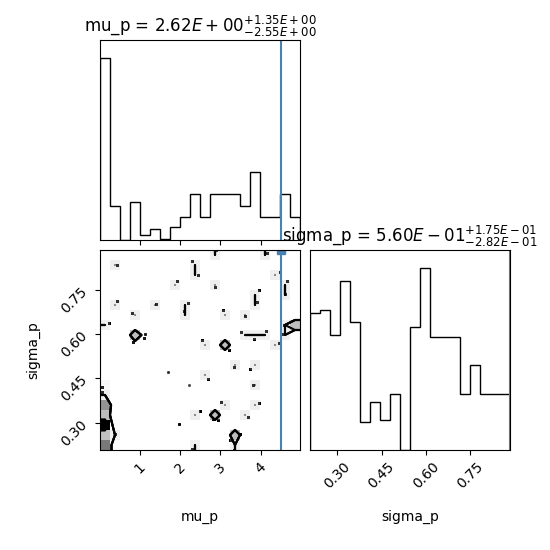 mu_p = 2.62E + 00 +1.35E+00 −2.55E+00
sigma_p = 5.60E − 01 +1.75E−01 −2.82E−01
0.75
0.60
0.45
0.30
sigma_p
1 2 3 4
mu_p
0.30 0.45 0.60 0.75
sigma_p